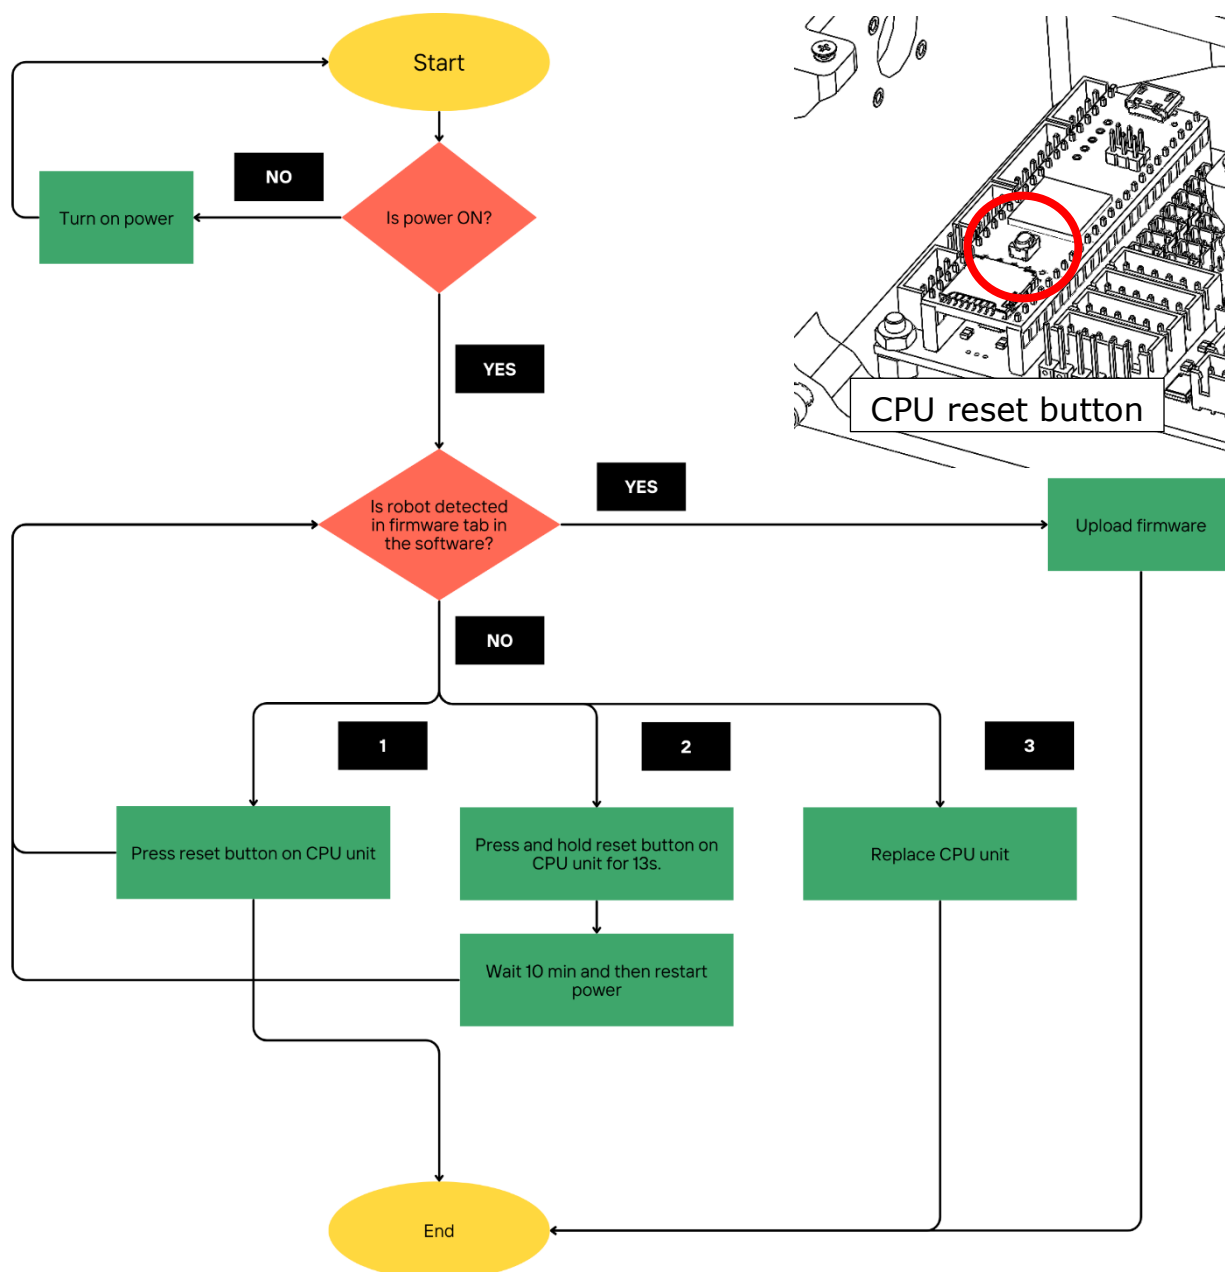 Start
NO
Turn on power
Is power ON?
YES
CPU reset button
YES
Is robot detected
in firmware tab in
the software?
Upload firmware
NO
1
2
3
Press reset button on CPU unit
Press and hold reset button on
CPU unit for 13s.
Replace CPU unit
Wait 10 min and then restart
power
End